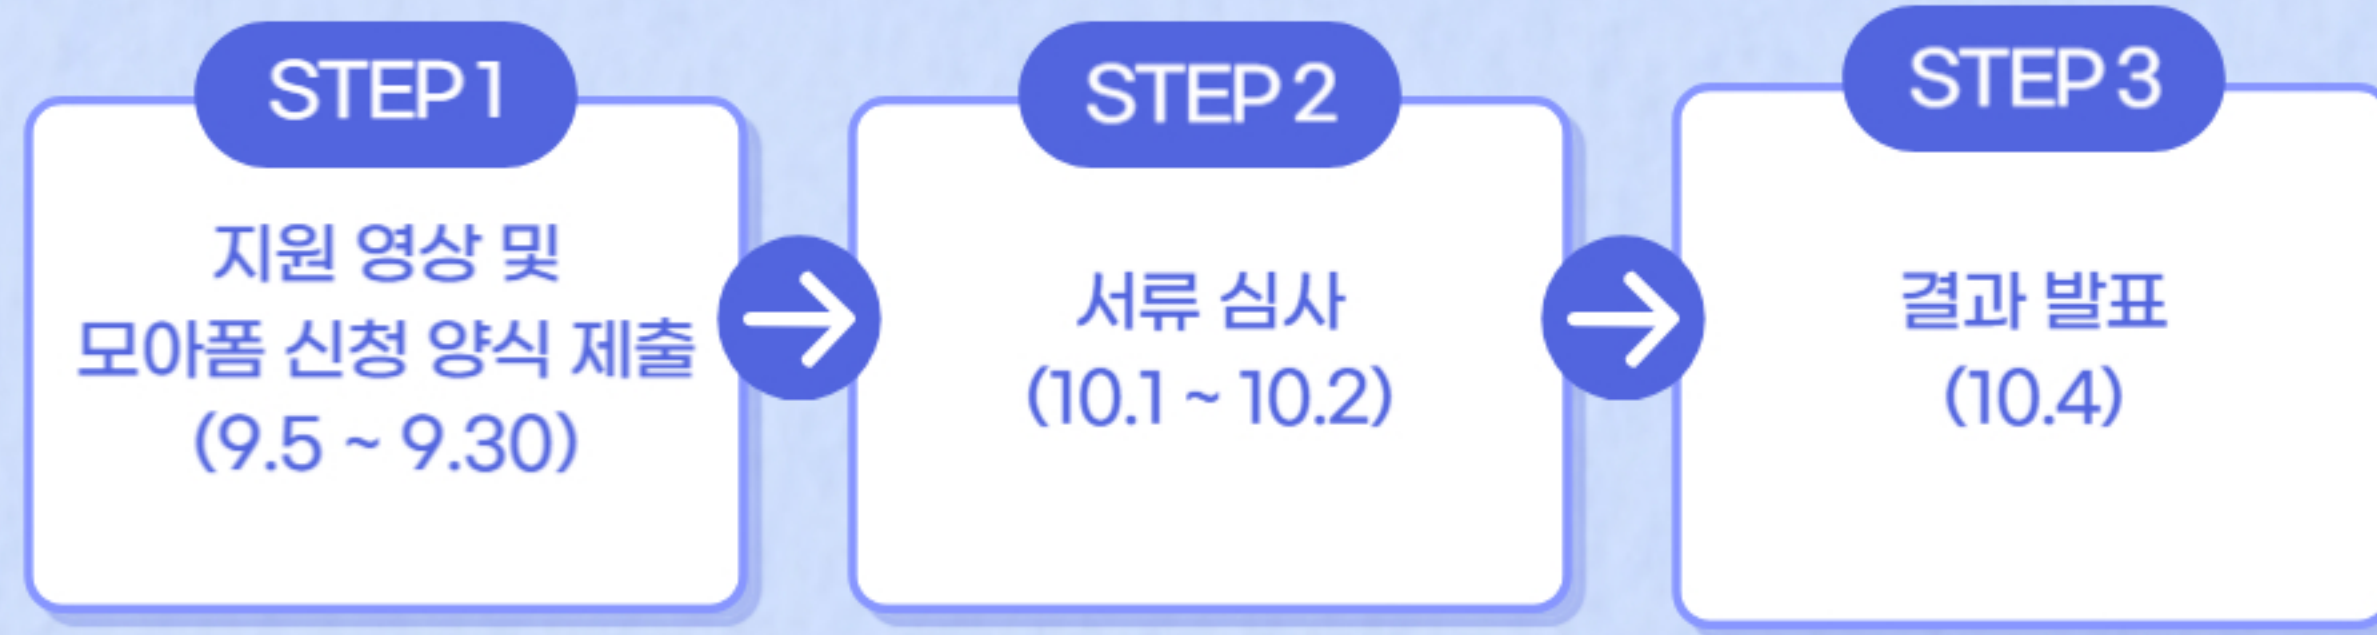 STEP 1
지원 영상 및
모아폼 신청 양식 제출
(9.5 ~ 9.30)
STEP 2
서류 심사
(10.1 ~ 10.2)
STEP 3
결과 발표
(10.4)